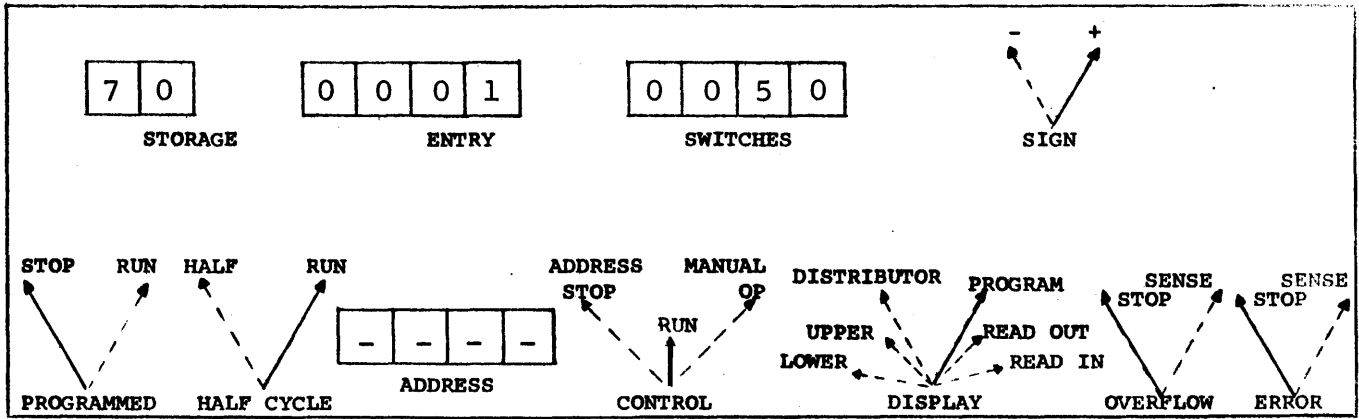 - +
7 0 0 0 0 1 0 0 5 0
STORAGE ENTRY SWITCHES SIGN
STOP RUN HALF RUN ADDRESS STOP MANUAL OP DISTRIBUTOR PROGRAM SENSE STOP SENSE STOP
RUN UPPER READ OUT
- - - - LOWER READ IN
ADDRESS
PROGRAMMED HALF CYCLE CONTROL DISPLAY OVERFLOW ERROR